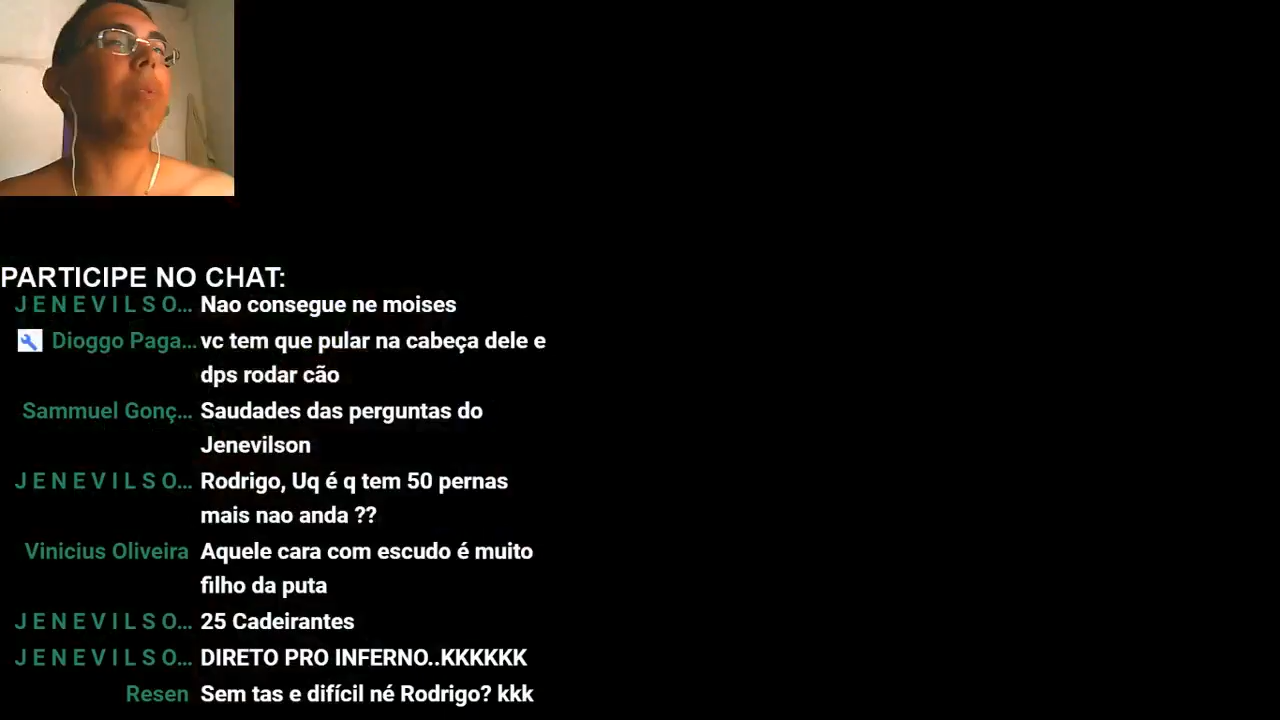 PARTICIPE NO CHAT:
J E N E V I L S O... Nao consegue ne moises
Dioggo Paga... vc tem que pular na cabeça dele e
dps rodar cão
Sammuel Gonç... Saudades das perguntas do
Jenevilson
J E N E V I L S O... Rodrigo, Uq é q tem 50 pernas
mais nao anda ??
Vinicius Oliveira Aquele cara com escudo é muito
filho da puta
J E N E V I L S O... 25 Cadeirantes
J E N E V I L S O... DIRETO PRO INFERNO..KKKKKK
Resen Sem tas e difícil né Rodrigo? kkk